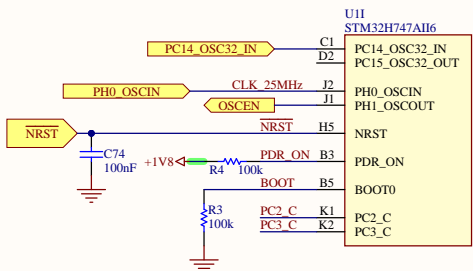 U1I
STM32H747AII6
PC14_OSC32_IN C1 PC14_OSC32_IN
D2 PC15_OSC32_OUT
PH0_OSCIN CLK_25MHz J2 PH0_OSCIN
OSCEN J1 PH1_OSCOUT
NRST NRST H5 NRST
C74
100nF
+1V8 R4 100k PDR_ON B3 PDR_ON
BOOT B5 BOOT0
R3
100k
PC2_C K1 PC2_C
PC3_C K2 PC3_C